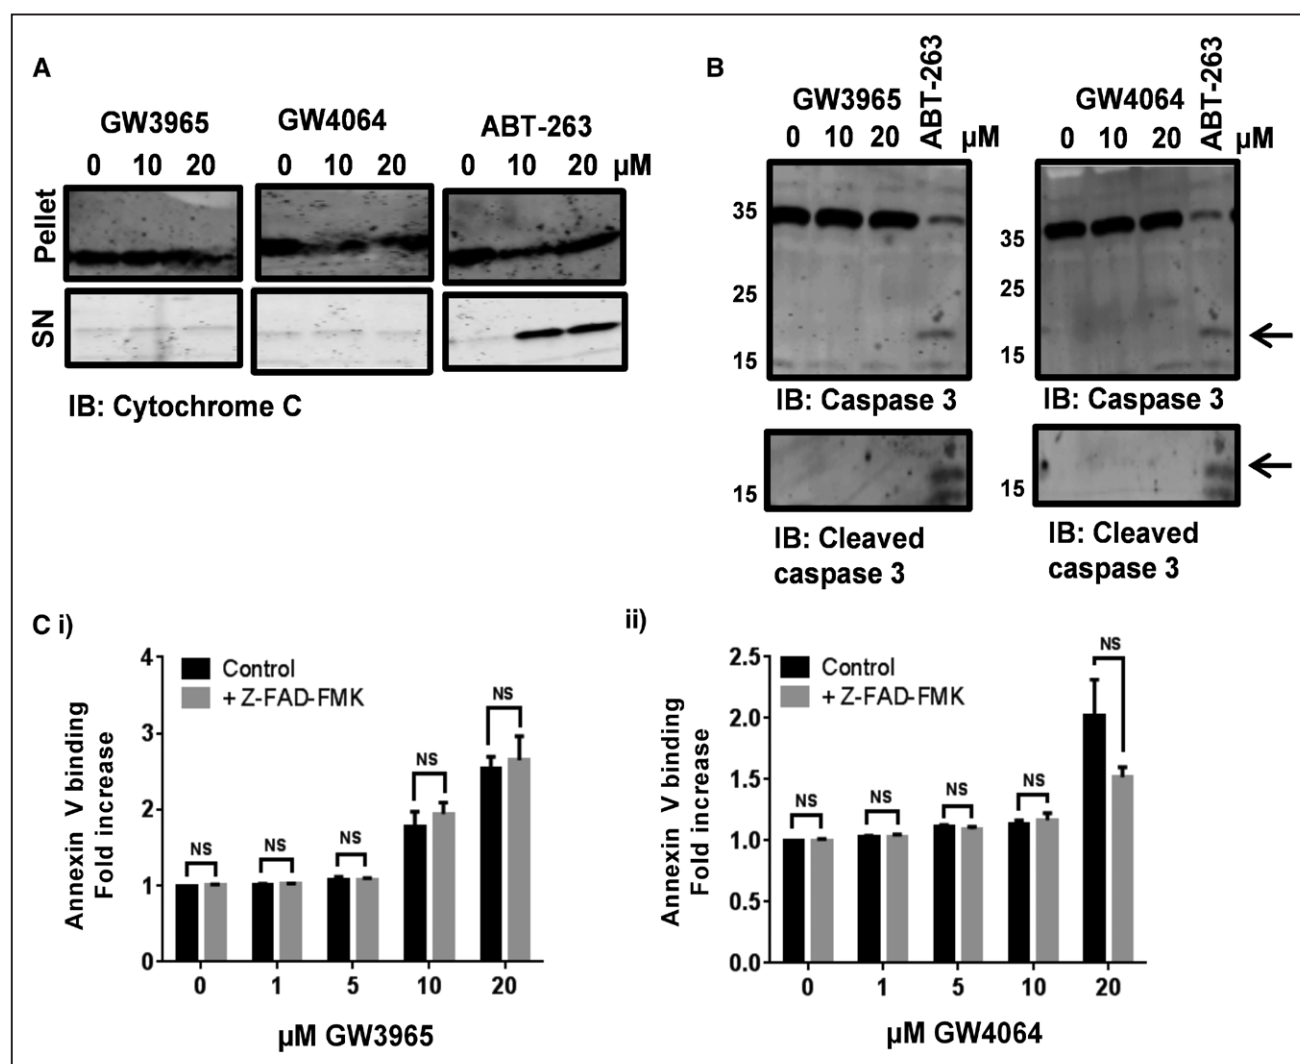 A
GW3965 GW4064 ABT-263
0 10 20 0 10 20 0 10 20 μM
Pellet
SN
IB: Cytochrome C
B
GW3965 ABT-263 GW4064 ABT-263
0 10 20 μM 0 10 20 μM
35
25
15
35
25
15
IB: Caspase 3 IB: Caspase 3
15
15
IB: Cleaved
caspase 3
IB: Cleaved
caspase 3
C i)
Control
+ Z-FAD-FMK
Annexin V binding
Fold increase
4
3
2
1
0
NS NS NS NS NS
0 1 5 10 20
μM GW3965
ii)
Control
+ Z-FAD-FMK
Annexin V binding
Fold increase
2.5
2.0
1.5
1.0
0.5
0.0
NS NS NS NS NS
0 1 5 10 20
μM GW4064